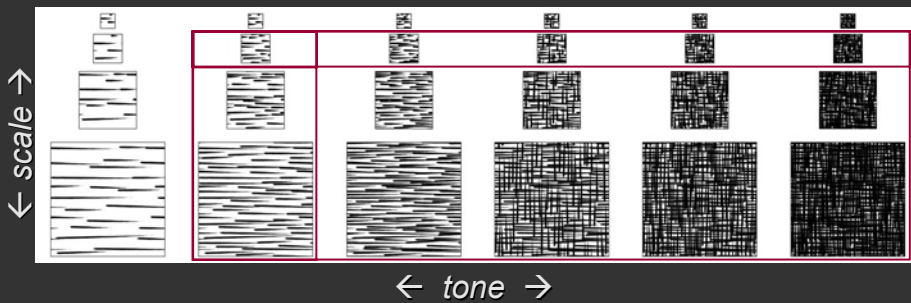 ← scale →
← tone →